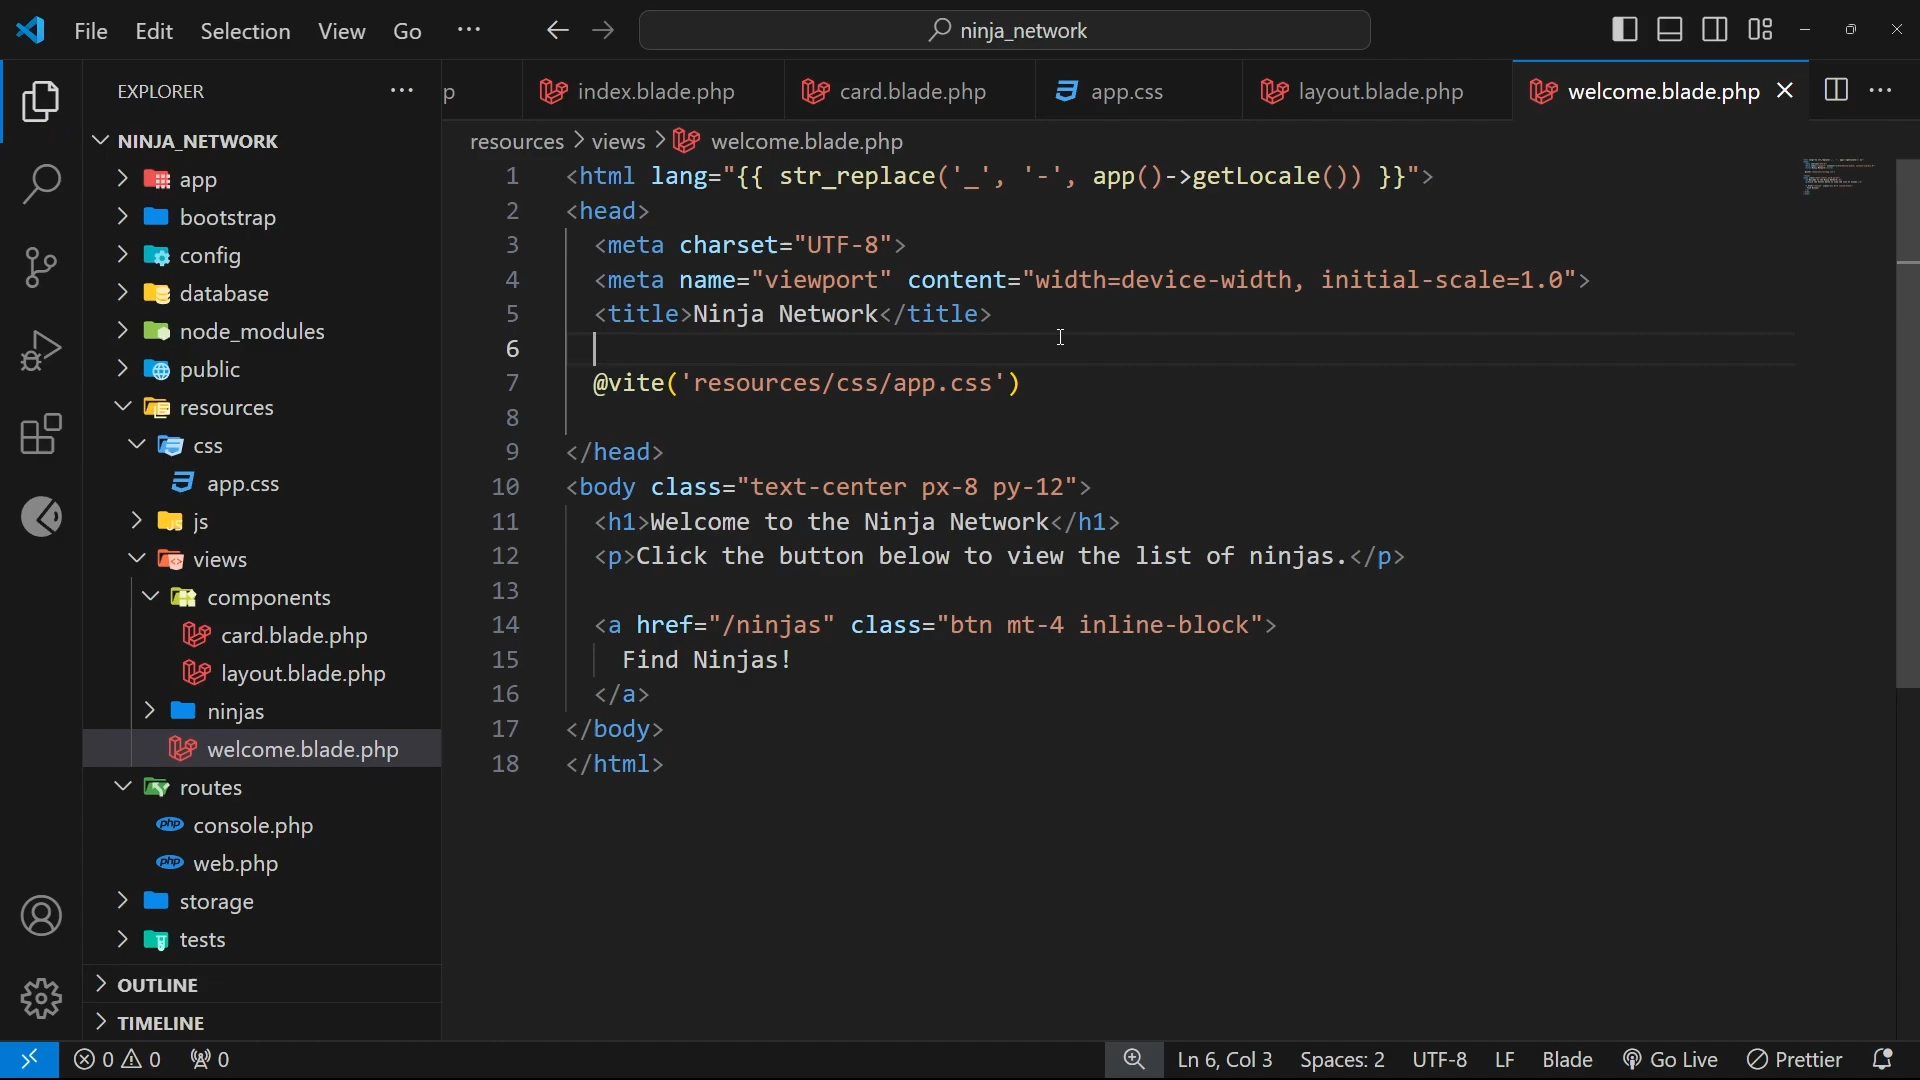 File Edit Selection View Go ··· ninja_network
EXPLORER ···
p index.blade.php card.blade.php app.css layout.blade.php welcome.blade.php ···
NINJA_NETWORK
app
bootstrap
config
database
node_modules
public
resources
css
app.css
js
views
components
card.blade.php
layout.blade.php
ninjas
welcome.blade.php
routes
console.php
web.php
storage
tests
OUTLINE
TIMELINE
resources > views > welcome.blade.php
1 <html lang="{{ str_replace('_', '-', app()->getLocale()) }}">
2 <head>
3 <meta charset="UTF-8">
4 <meta name="viewport" content="width=device-width, initial-scale=1.0">
5 <title>Ninja Network</title>
6
7 @vite('resources/css/app.css')
8
9 </head>
10 <body class="text-center px-8 py-12">
11 <h1>Welcome to the Ninja Network</h1>
12 <p>Click the button below to view the list of ninjas.</p>
13
14 <a href="/ninjas" class="btn mt-4 inline-block">
15 Find Ninjas!
16 </a>
17 </body>
18 </html>
0 0 0 Ln 6, Col 3 Spaces: 2 UTF-8 LF Blade Go Live Prettier